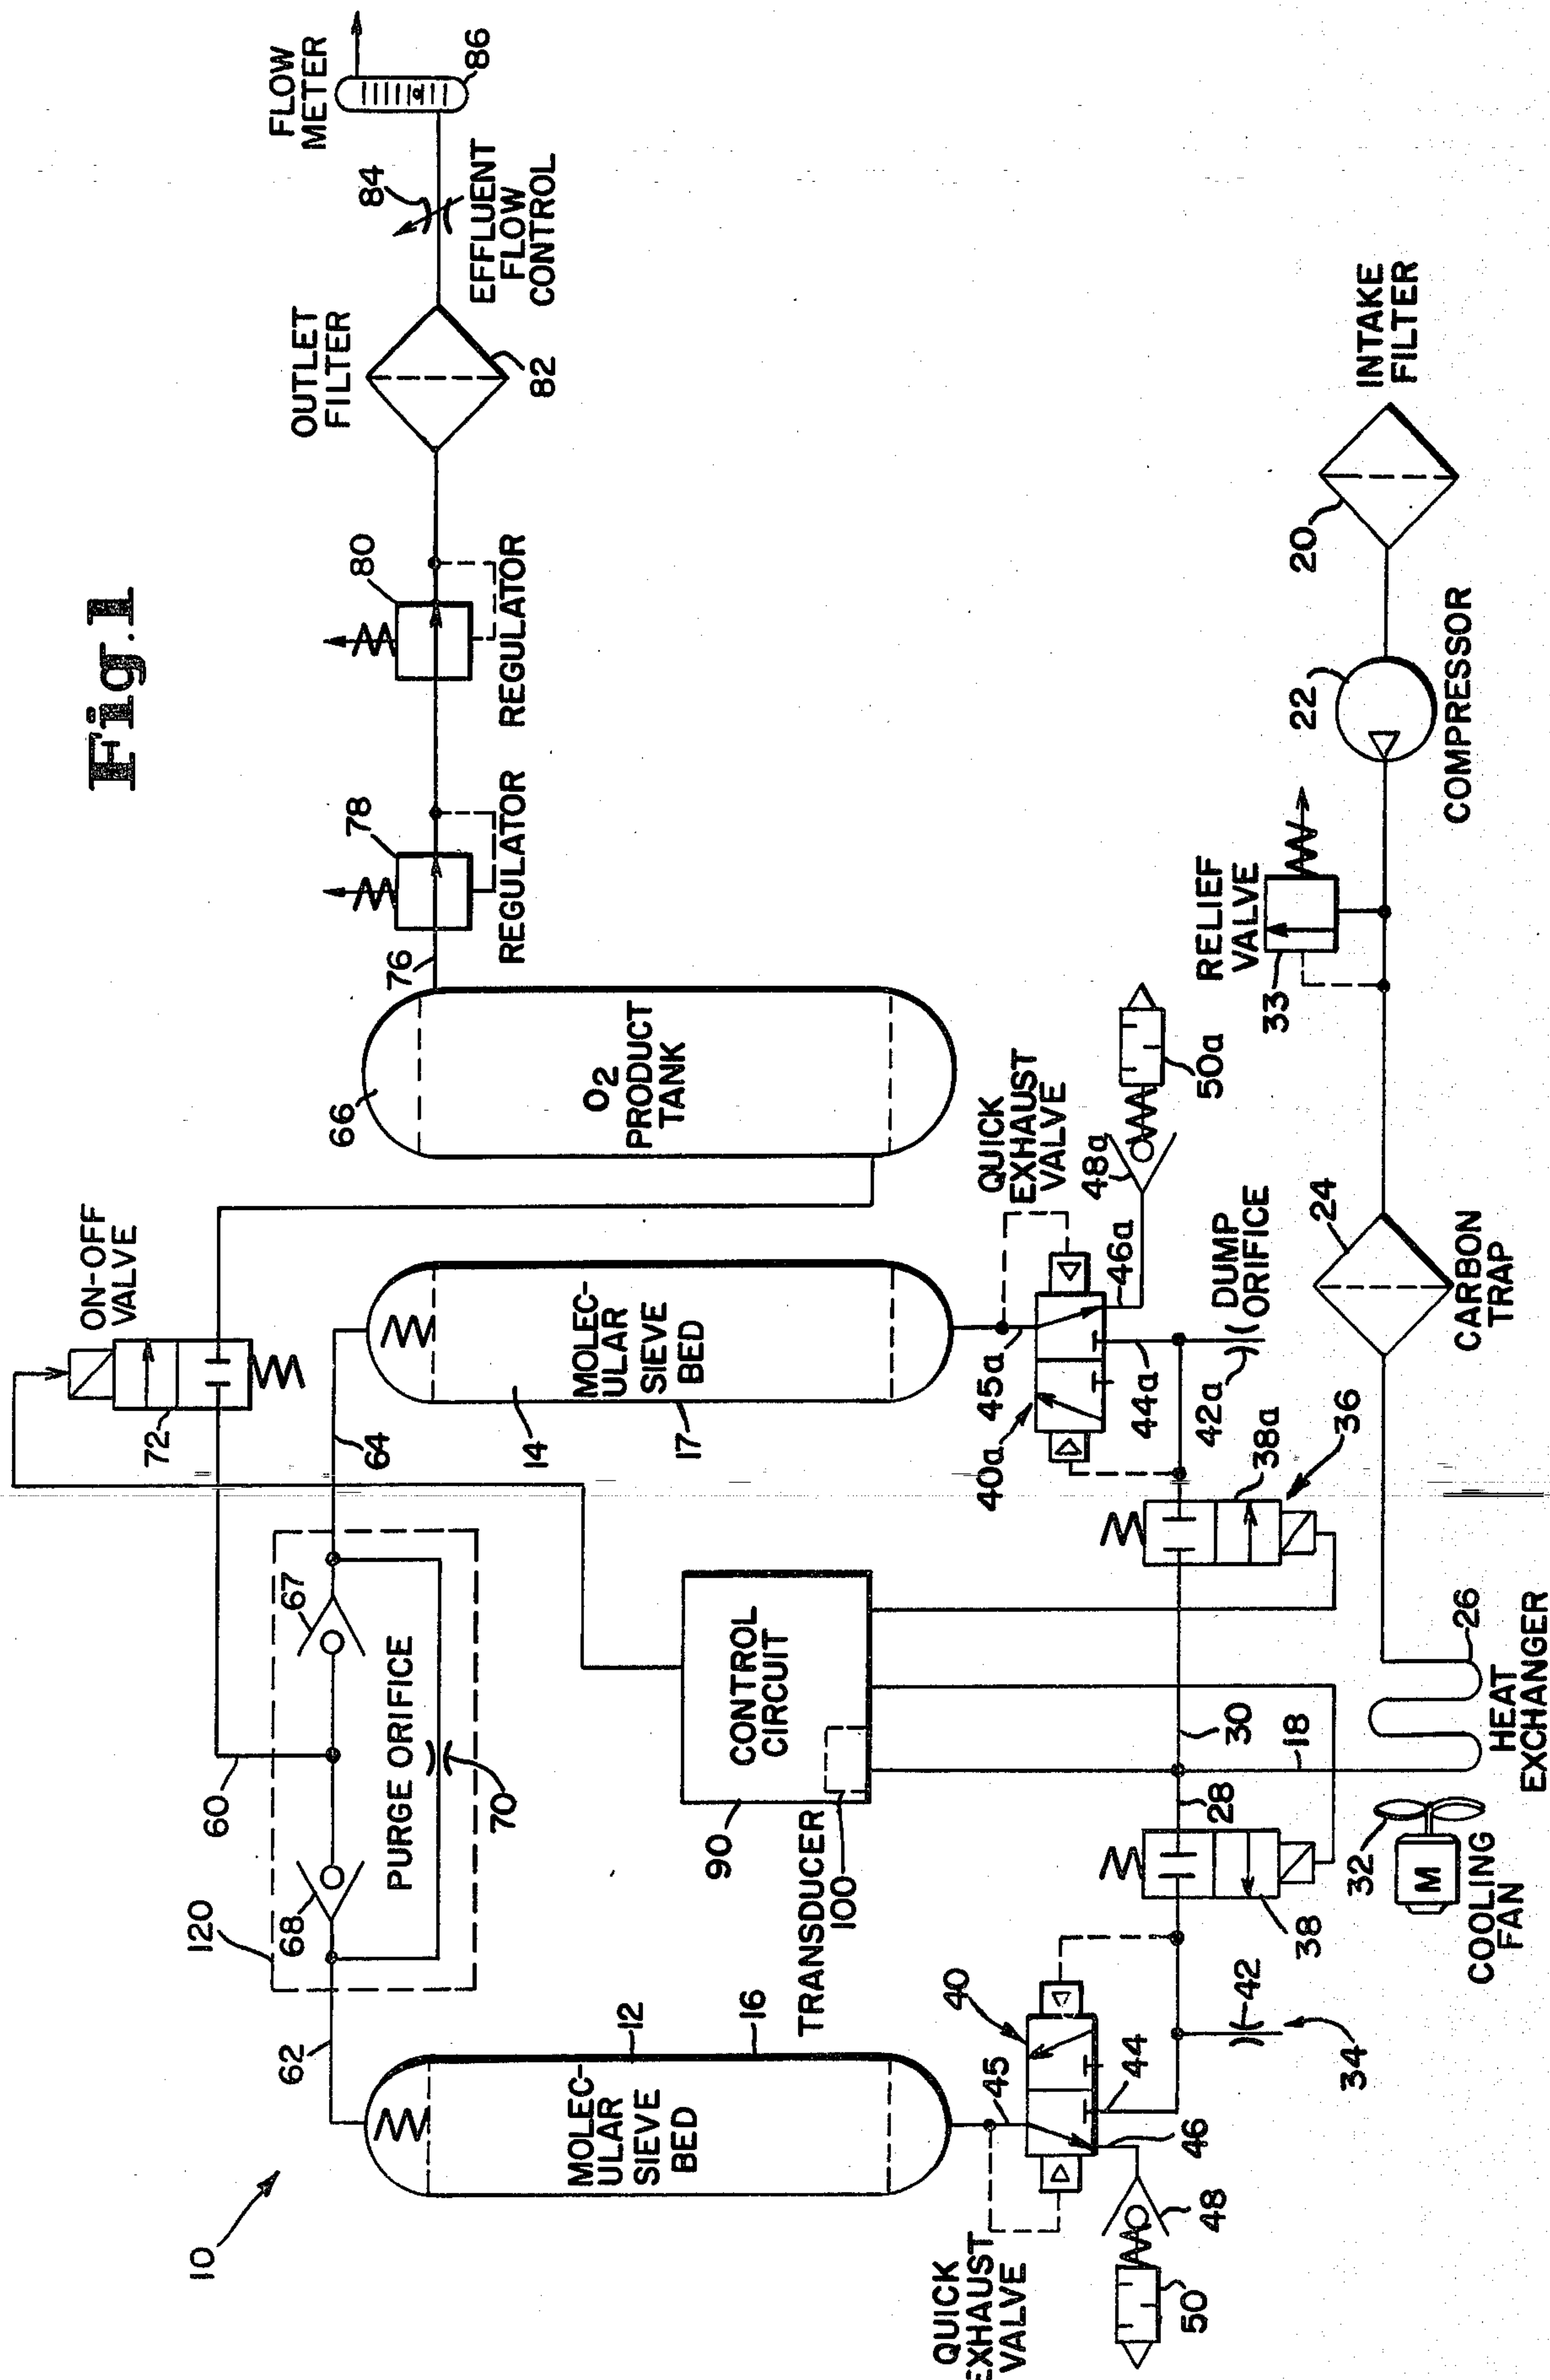 Fig.1
10
ON-OFF
VALVE
72
FLOW
METER
86
84
EFFLUENT
FLOW
CONTROL
OUTLET
FILTER
82
80
REGULATOR
78
REGULATOR
76
66
O2
PRODUCT
TANK
120
60
62
64
67
68
PURGE ORIFICE
70
MOLEC-
ULAR
SIEVE
BED
12
16
MOLEC-
ULAR
SIEVE
BED
14
17
CONTROL
CIRCUIT
90
TRANSDUCER
100
QUICK
EXHAUST
VALVE
40
45
44
46
48
50
42
34
QUICK
EXHAUST
VALVE
40a
45a
44a
46a
48a
50a
42a
DUMP
ORIFICE
38
28
30
18
38a
36
32
M
COOLING
FAN
HEAT
EXCHANGER
26
CARBON
TRAP
24
RELIEF
VALVE
33
22
COMPRESSOR
20
INTAKE
FILTER